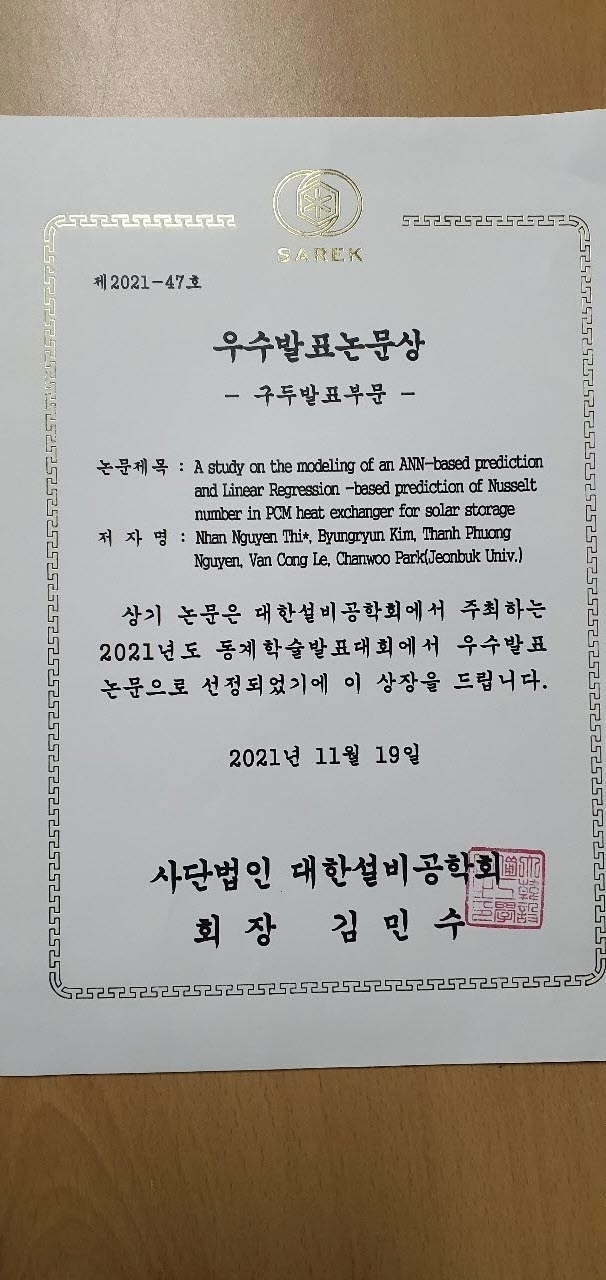 SAREK
제2021-47호
우수발표논문상
- 구두발표부문 -
논문제목 : A study on the modeling of an ANN-based prediction
and Linear Regression -based prediction of Nusselt
number in PCM heat exchanger for solar storage
저 자 명 : Nhan Nguyen Thi*, Byungryun Kim, Thanh Phuong
Nguyen, Van Cong Le, Chanwoo Park(Jeonbuk Univ.)
상기 논문은 대한설비공학회에서 주최하는
2021년도 동계학술발표대회에서 우수발표
논문으로 선정되었기에 이 상장을 드립니다.
2021년 11월 19일
사단법인 대한설비공학회
회 장 김 민 수